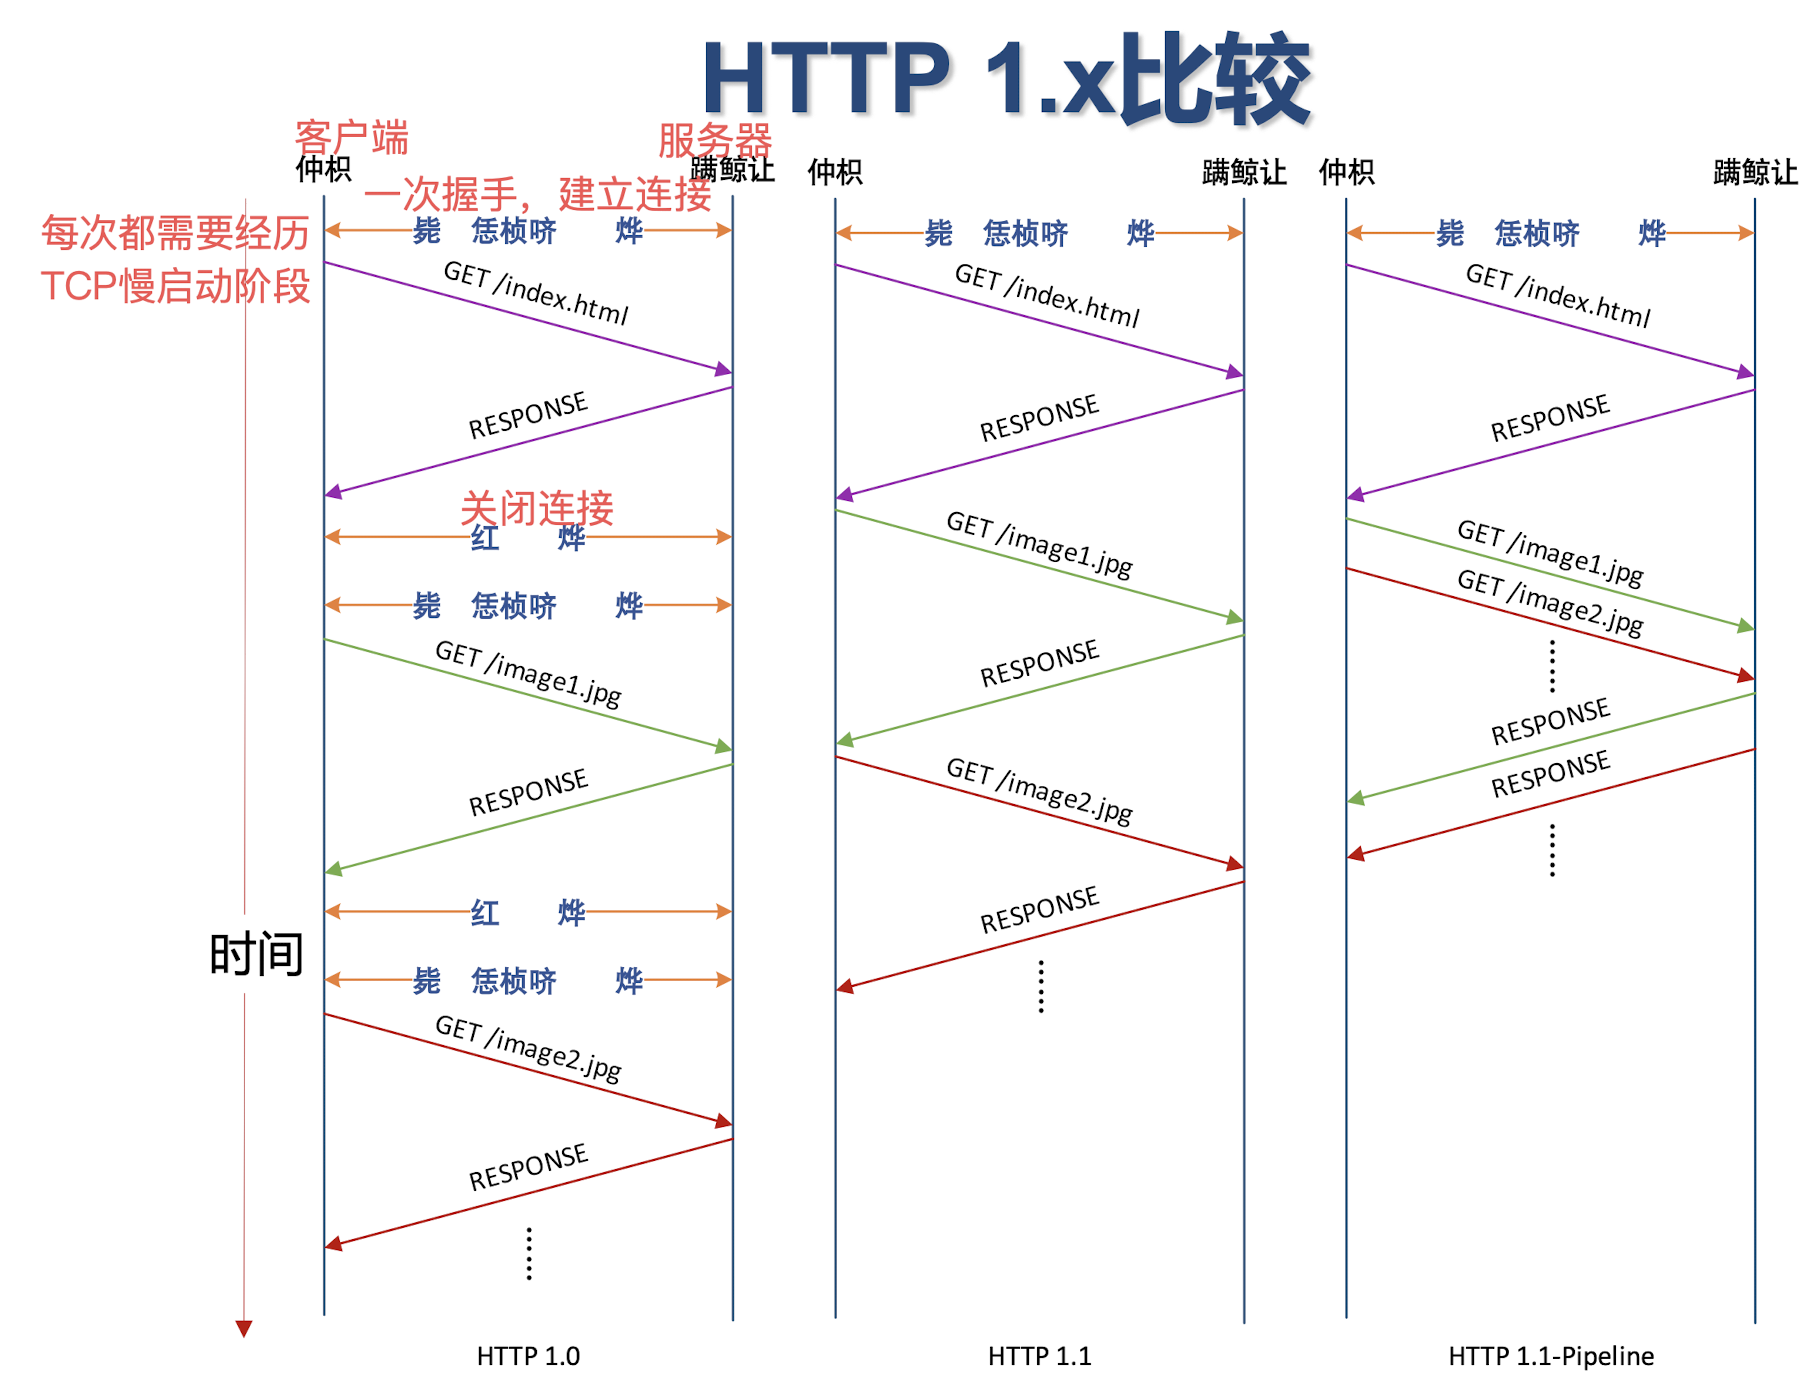 HTTP 1.x比较
客户端
服务器
仲枳
蹒鲸让
仲枳
蹒鲸让
仲枳
蹒鲸让
一次握手，建立连接
每次都需要经历
TCP慢启动阶段
毙 恁桢哜 烨
GET /index.html
RESPONSE
关闭连接
红 烨
毙 恁桢哜 烨
GET /image1.jpg
RESPONSE
红 烨
毙 恁桢哜 烨
GET /image2.jpg
RESPONSE
……
时间
HTTP 1.0
毙 恁桢哜 烨
GET /index.html
RESPONSE
GET /image1.jpg
RESPONSE
GET /image2.jpg
RESPONSE
……
HTTP 1.1
毙 恁桢哜 烨
GET /index.html
RESPONSE
GET /image1.jpg
GET /image2.jpg
……
RESPONSE
RESPONSE
……
HTTP 1.1-Pipeline